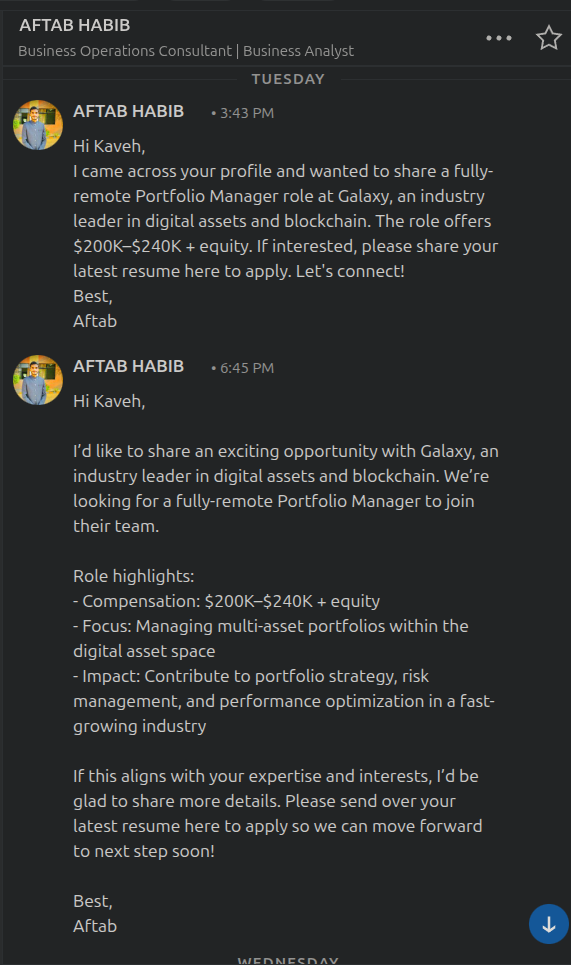 AFTAB HABIB
Business Operations Consultant | Business Analyst
TUESDAY
AFTAB HABIB • 3:43 PM
Hi Kaveh,
I came across your profile and wanted to share a fully-
remote Portfolio Manager role at Galaxy, an industry
leader in digital assets and blockchain. The role offers
$200K–$240K + equity. If interested, please share your
latest resume here to apply. Let's connect!
Best,
Aftab
AFTAB HABIB • 6:45 PM
Hi Kaveh,
I’d like to share an exciting opportunity with Galaxy, an
industry leader in digital assets and blockchain. We’re
looking for a fully-remote Portfolio Manager to join
their team.
Role highlights:
- Compensation: $200K–$240K + equity
- Focus: Managing multi-asset portfolios within the
digital asset space
- Impact: Contribute to portfolio strategy, risk
management, and performance optimization in a fast-
growing industry
If this aligns with your expertise and interests, I’d be
glad to share more details. Please send over your
latest resume here to apply so we can move forward
to next step soon!
Best,
Aftab
WEDNESDAY